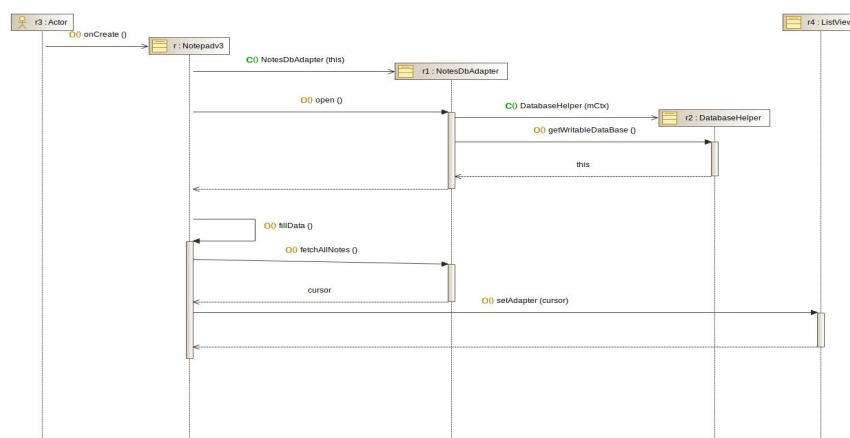 r3 : Actor
r4 : ListView
O() onCreate ()
r : Notepadv3
C() NotesDbAdapter (this)
r1 : NotesDbAdapter
O() open ()
C() DatabaseHelper (mCtx)
r2 : DatabaseHelper
O() getWritableDataBase ()
this
O() fillData ()
O() fetchAllNotes ()
cursor
O() setAdapter (cursor)